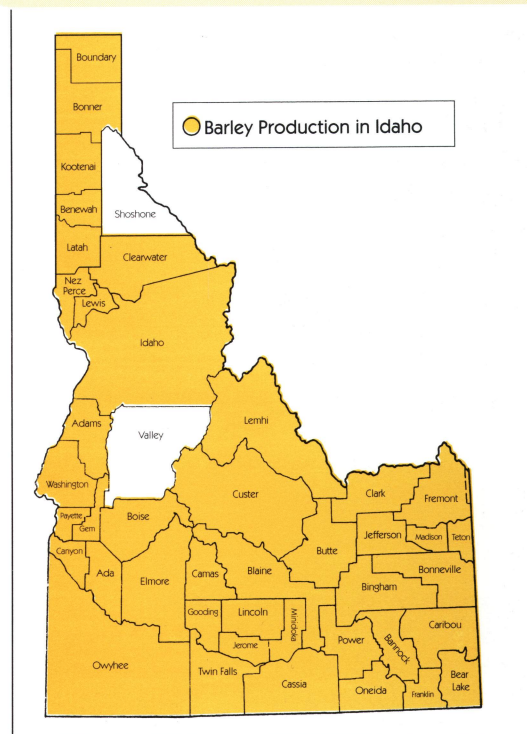 Boundary
Bonner
Barley Production in Idaho
Kootenai
Benewah
Shoshone
Latah
Clearwater
Nez
Perce
Lewis
Idaho
Adams
Valley
Lemhi
Washington
Custer
Clark
Fremont
Payette
Gem
Boise
Butte
Jefferson
Madison
Teton
Canyon
Ada
Elmore
Camas
Blaine
Bonneville
Bingham
Gooding
Lincoln
Minidoka
Jerome
Power
Bannock
Caribou
Owyhee
Twin Falls
Cassia
Oneida
Franklin
Bear
Lake